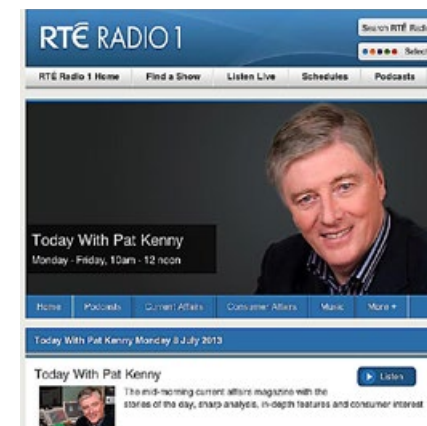 RTÉ RADIO 1
Search RTÉ Radio
Selec
RTÉ Radio 1 Home Find a Show Listen Live Schedules Podcasts
Today With Pat Kenny
Monday - Friday, 10am - 12 noon
Home Podcasts Current Affairs Consumer Affairs Music More +
Today With Pat Kenny Monday 8 July 2013
Today With Pat Kenny
Listen
The mid-morning current affairs magazine with the
stories of the day, sharp analysis, in-depth features and consumer interest